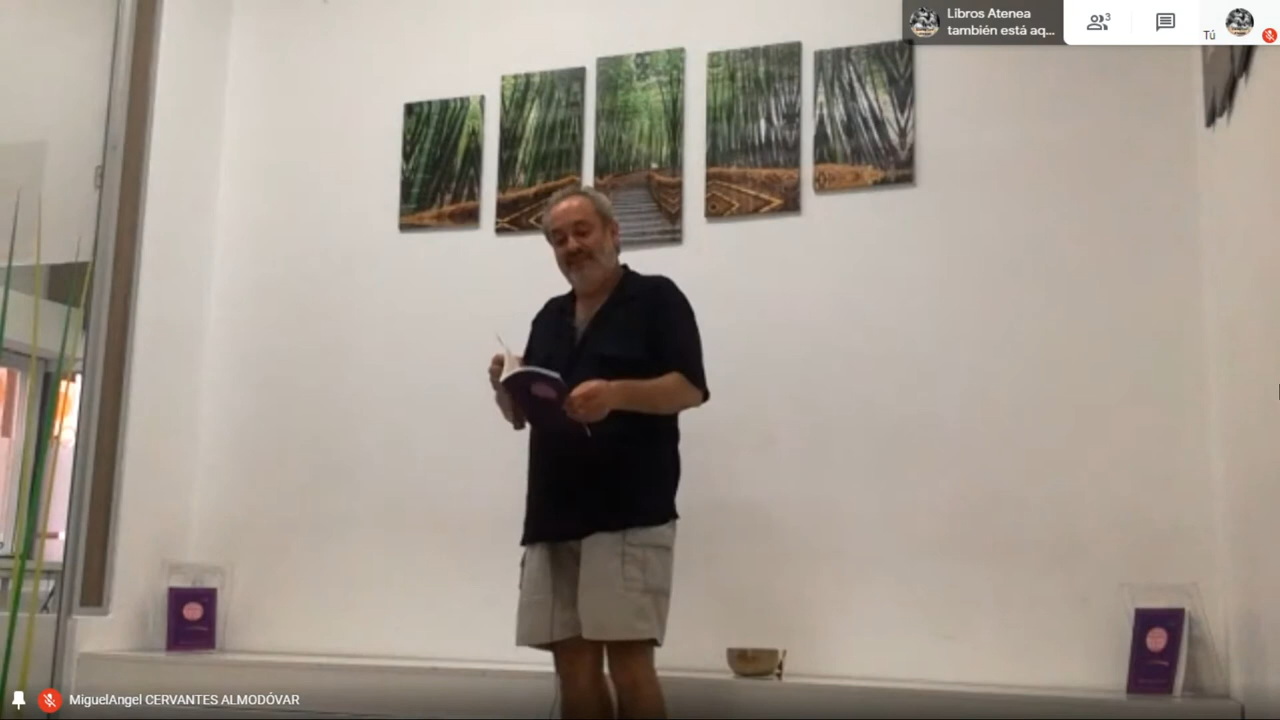 Libros Atenea
también está aq...
3
Tú
MiguelAngel CERVANTES ALMODÓVAR